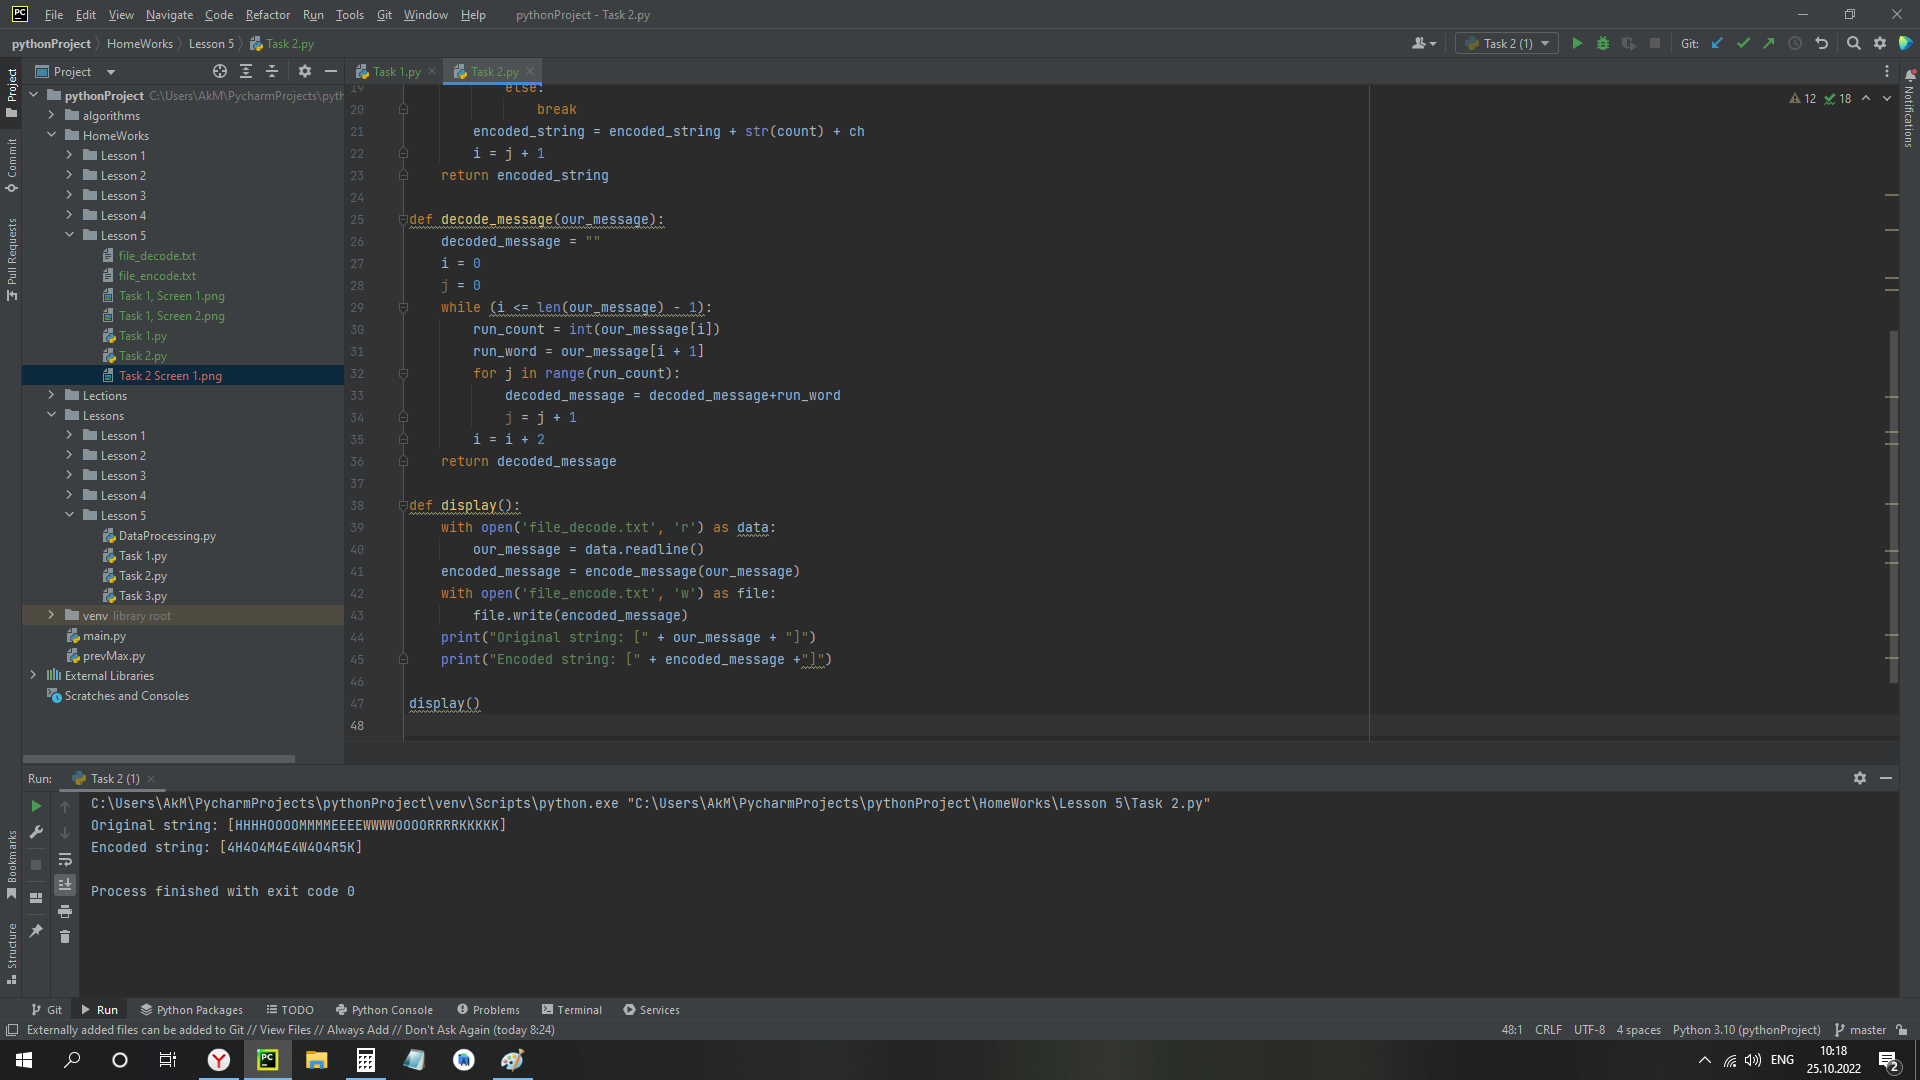 File Edit View Navigate Code Refactor Run Tools Git Window Help pythonProject - Task 2.py
pythonProject HomeWorks Lesson 5 Task 2.py
Task 2 (1)
Git:
Project
Task 1.py
Task 2.py
pythonProject C:\Users\AkM\PycharmProjects\pyth
algorithms
HomeWorks
Lesson 1
Lesson 2
Lesson 3
Lesson 4
Lesson 5
file_decode.txt
file_encode.txt
Task 1, Screen 1.png
Task 1, Screen 2.png
Task 1.py
Task 2.py
Task 2 Screen 1.png
Lections
Lessons
Lesson 1
Lesson 2
Lesson 3
Lesson 4
Lesson 5
DataProcessing.py
Task 1.py
Task 2.py
Task 3.py
venv library root
main.py
prevMax.py
External Libraries
Scratches and Consoles
Project
Commit
Pull Requests
Bookmarks
Structure
Notifications
12 18
19 else:
20 break
21 encoded_string = encoded_string + str(count) + ch
22 i = j + 1
23 return encoded_string
24
25 def decode_message(our_message):
26 decoded_message = ""
27 i = 0
28 j = 0
29 while (i <= len(our_message) - 1):
30 run_count = int(our_message[i])
31 run_word = our_message[i + 1]
32 for j in range(run_count):
33 decoded_message = decoded_message+run_word
34 j = j + 1
35 i = i + 2
36 return decoded_message
37
38 def display():
39 with open('file_decode.txt', 'r') as data:
40 our_message = data.readline()
41 encoded_message = encode_message(our_message)
42 with open('file_encode.txt', 'w') as file:
43 file.write(encoded_message)
44 print("Original string: [" + our_message + "]")
45 print("Encoded string: [" + encoded_message +"]")
46
47 display()
48
Run: Task 2 (1)
C:\Users\AkM\PycharmProjects\pythonProject\venv\Scripts\python.exe "C:\Users\AkM\PycharmProjects\pythonProject\HomeWorks\Lesson 5\Task 2.py"
Original string: [HHHHOOOOMMMMEEEEWWWWOOOORRRRKKKKK]
Encoded string: [4H4O4M4E4W4O4R5K]
Process finished with exit code 0
Git Run Python Packages TODO Python Console Problems Terminal Services
Externally added files can be added to Git // View Files // Always Add // Don't Ask Again (today 8:24)
48:1 CRLF UTF-8 4 spaces Python 3.10 (pythonProject) master
ENG
10:18
25.10.2022
2